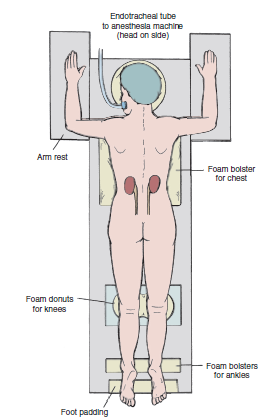 Endotracheal tube
to anesthesia machine
(head on side)
Arm rest
Foam bolster
for chest
Foam donuts
for knees
Foam bolsters
for ankles
Foot padding